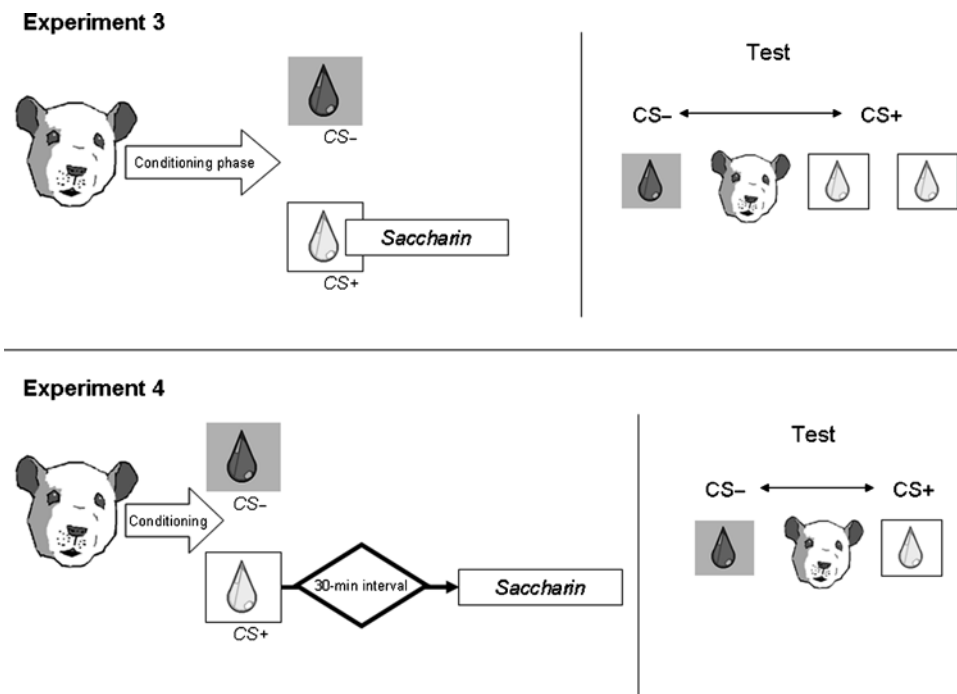 Experiment 3
Conditioning phase
CS–
Saccharin
CS+
Test
CS– CS+
Experiment 4
Conditioning
CS–
30-min interval
Saccharin
CS+
Test
CS– CS+